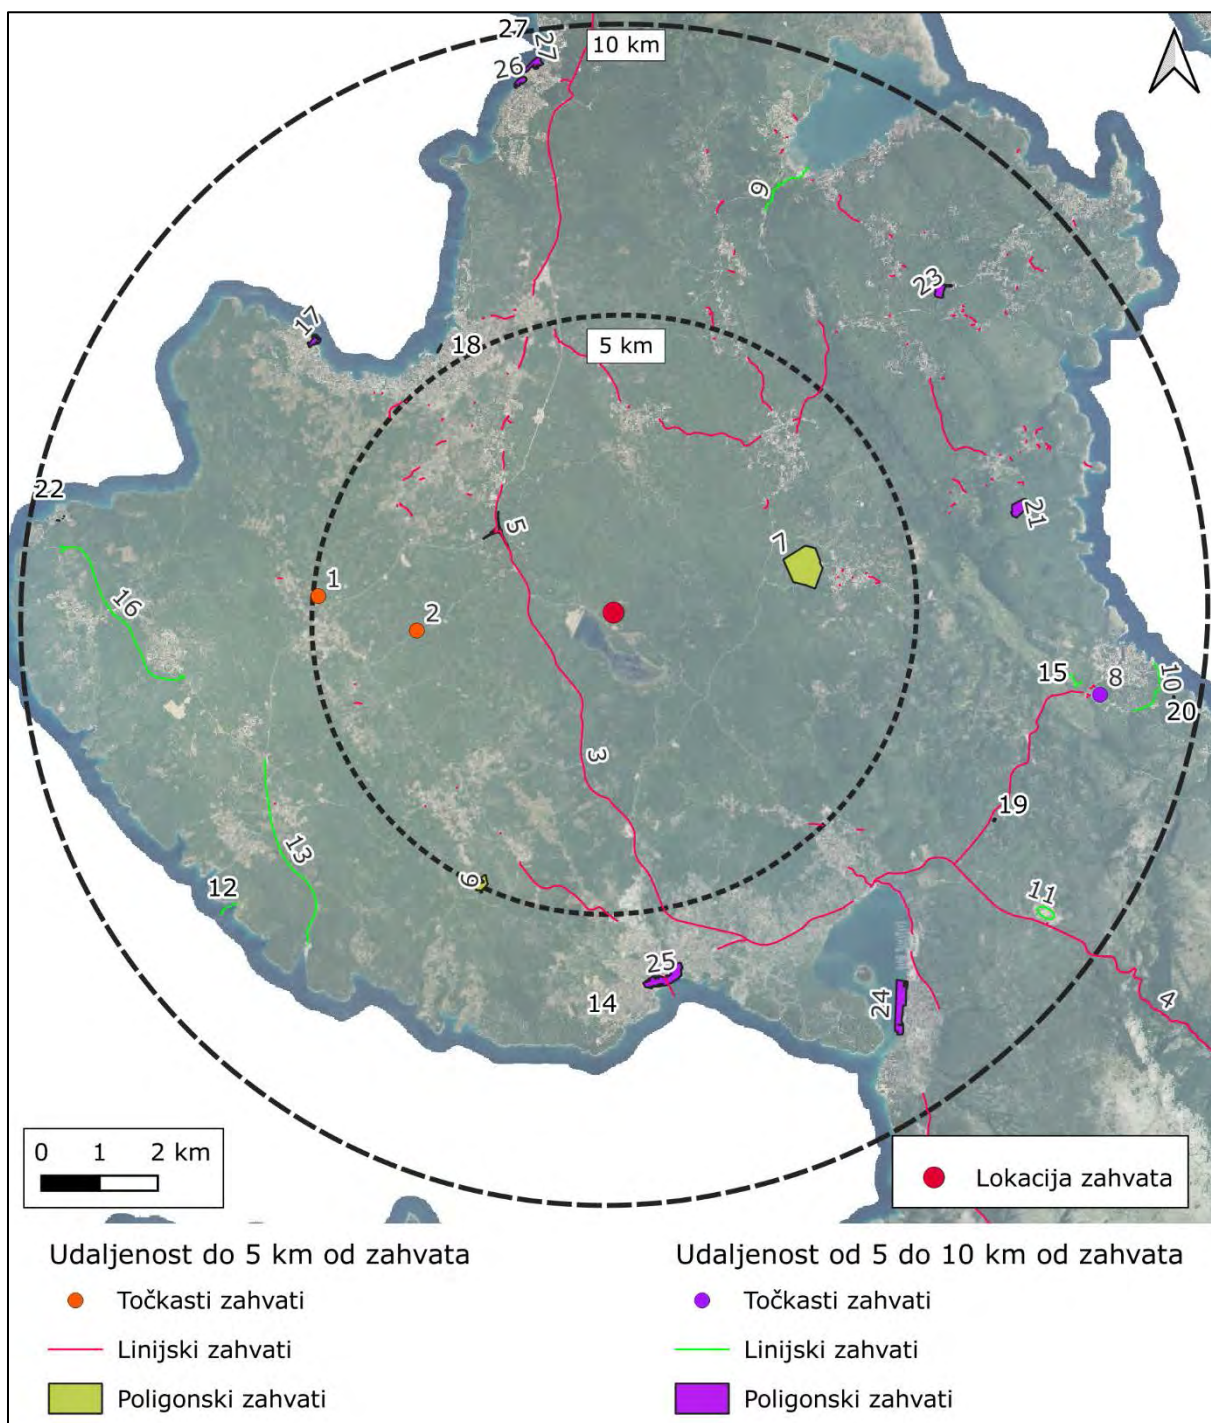 27
27
10 km
26
6
23
17
18
5 km
22
5
21
7
1
16
2
15
8
10
20
3
19
13
9
12
11
25
14
24
4
0 1 2 km
Lokacija zahvata
Udaljenost do 5 km od zahvata
Točkasti zahvati
Linijski zahvati
Poligonski zahvati
Udaljenost od 5 do 10 km od zahvata
Točkasti zahvati
Linijski zahvati
Poligonski zahvati